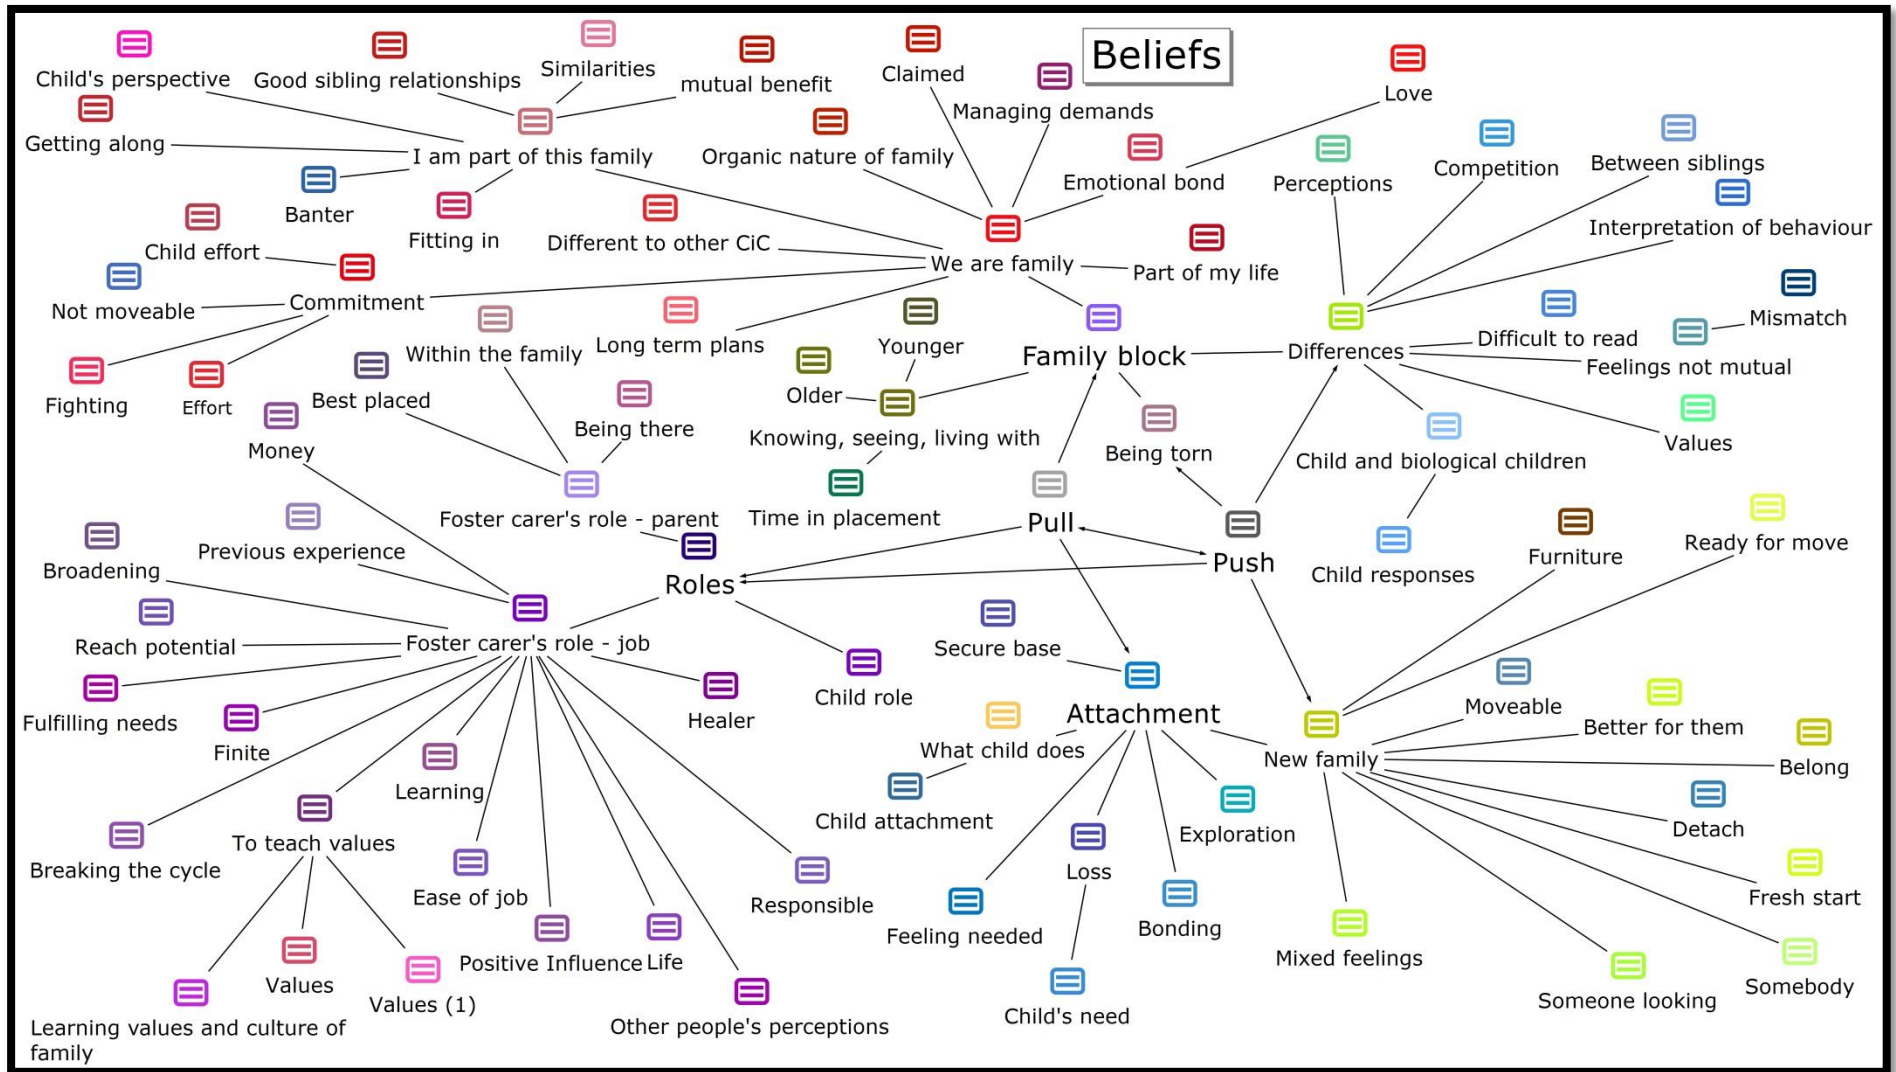 Beliefs
Child's perspective
Good sibling relationships
Similarities
mutual benefit
Claimed
Managing demands
Love
Getting along
I am part of this family
Organic nature of family
Emotional bond
Perceptions
Competition
Between siblings
Banter
Fitting in
Different to other CiC
Interpretation of behaviour
Child effort
We are family
Part of my life
Not moveable
Commitment
Mismatch
Within the family
Long term plans
Younger
Family block
Differences
Difficult to read
Feelings not mutual
Fighting
Effort
Best placed
Older
Being there
Money
Knowing, seeing, living with
Being torn
Child and biological children
Values
Foster carer's role - parent
Time in placement
Pull
Previous experience
Broadening
Roles
Push
Child responses
Furniture
Ready for move
Reach potential
Foster carer's role - job
Secure base
Child role
Fulfilling needs
Finite
Healer
Attachment
Moveable
Better for them
What child does
New family
Belong
Learning
Child attachment
Exploration
Detach
Breaking the cycle
To teach values
Loss
Ease of job
Responsible
Fresh start
Feeling needed
Bonding
Positive Influence
Life
Mixed feelings
Values
Values (1)
Someone looking
Somebody
Child's need
Other people's perceptions
Learning values and culture of
family